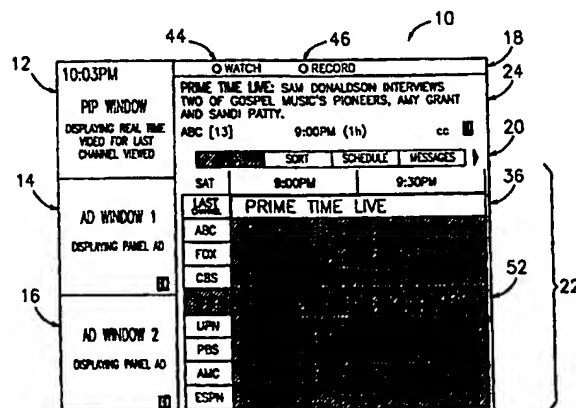 10
44
46
12
18
10:03PM
WATCH
RECORD
24
PIP WINDOW
DISPLAYING REAL TIME
VIDEO FOR LAST
CHANNEL VIEWED
PRIME TIME LIVE: SAM DONALDSON INTERVIEWS
TWO OF GOSPEL MUSIC'S PIONEERS, AMY GRANT
AND SANDI PATTY.
ABC [13] 9:00PM (1h) cc
20
SORT SCHEDULE MESSAGES
14
SAT 9:00PM 9:30PM
36
AD WINDOW 1
DISPLAYING PANEL AD
LAST
PRIME TIME LIVE
ABC
FOX
CBS
52
22
16
AD WINDOW 2
DISPLAYING PANEL AD
UPN
PBS
AMC
ESPN